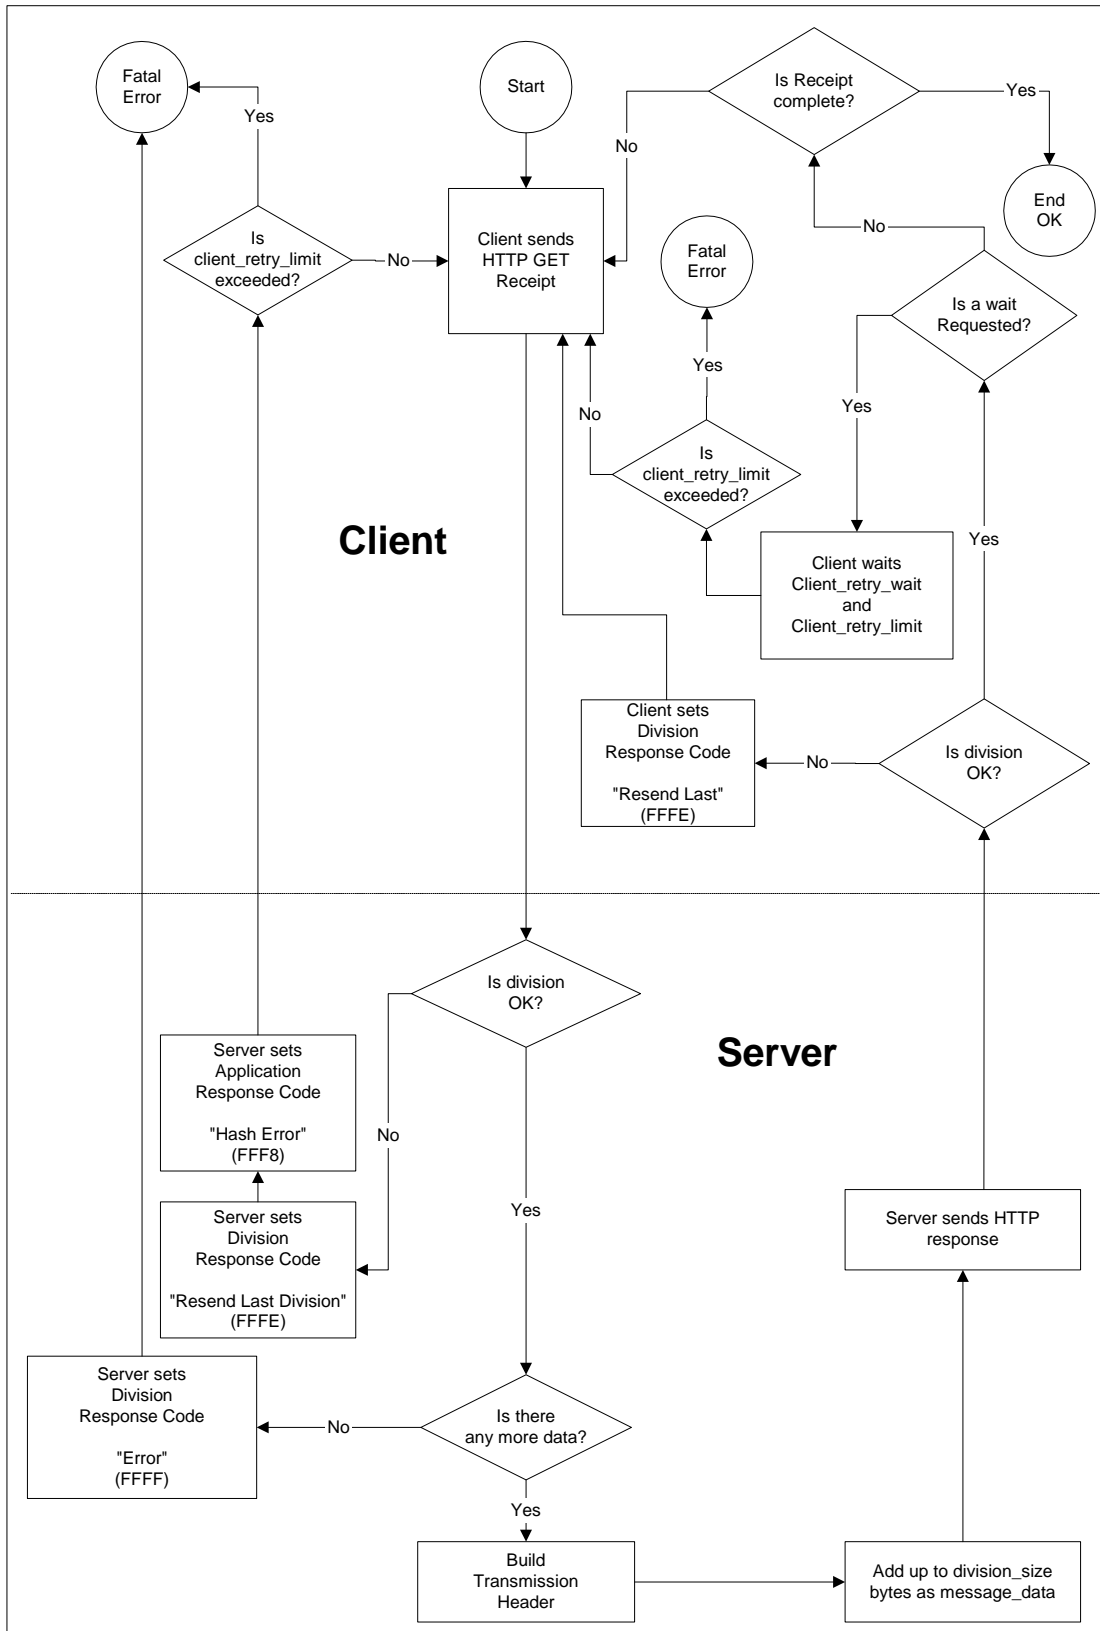 Fatal
Error
Yes
Start
Is Receipt
complete?
Yes
No
End
OK
Is
client_retry_limit
exceeded?
No
Client sends
HTTP GET
Receipt
Fatal
Error
No
Is a wait
Requested?
Yes
Yes
No
Is
client_retry_limit
exceeded?
Client
Yes
Client waits
Client_retry_wait
and
Client_retry_limit
Client sets
Division
Response Code
"Resend Last"
(FFFE)
No
Is division
OK?
Is division
OK?
Server
Server sets
Application
Response Code
"Hash Error"
(FFF8)
No
Yes
Server sets
Division
Response Code
"Resend Last Division"
(FFFE)
Server sends HTTP
response
Server sets
Division
Response Code
"Error"
(FFFF)
No
Is there
any more data?
Yes
Build
Transmission
Header
Add up to division_size
bytes as message_data